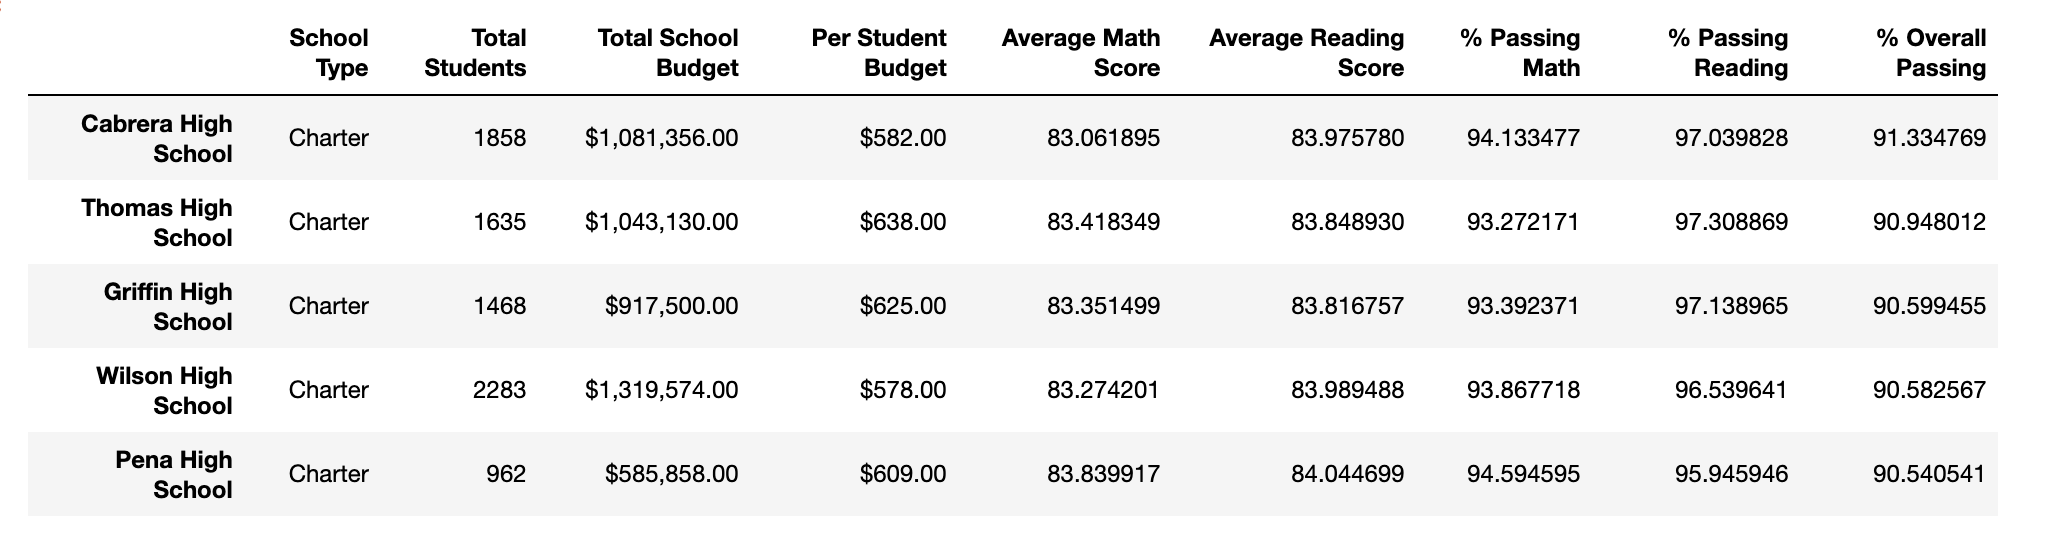 School Type Total Students Total School Budget Per Student Budget Average Math Score Average Reading Score % Passing Math % Passing Reading % Overall Passing
Cabrera High School Charter 1858 $1,081,356.00 $582.00 83.061895 83.975780 94.133477 97.039828 91.334769
Thomas High School Charter 1635 $1,043,130.00 $638.00 83.418349 83.848930 93.272171 97.308869 90.948012
Griffin High School Charter 1468 $917,500.00 $625.00 83.351499 83.816757 93.392371 97.138965 90.599455
Wilson High School Charter 2283 $1,319,574.00 $578.00 83.274201 83.989488 93.867718 96.539641 90.582567
Pena High School Charter 962 $585,858.00 $609.00 83.839917 84.044699 94.594595 95.945946 90.540541